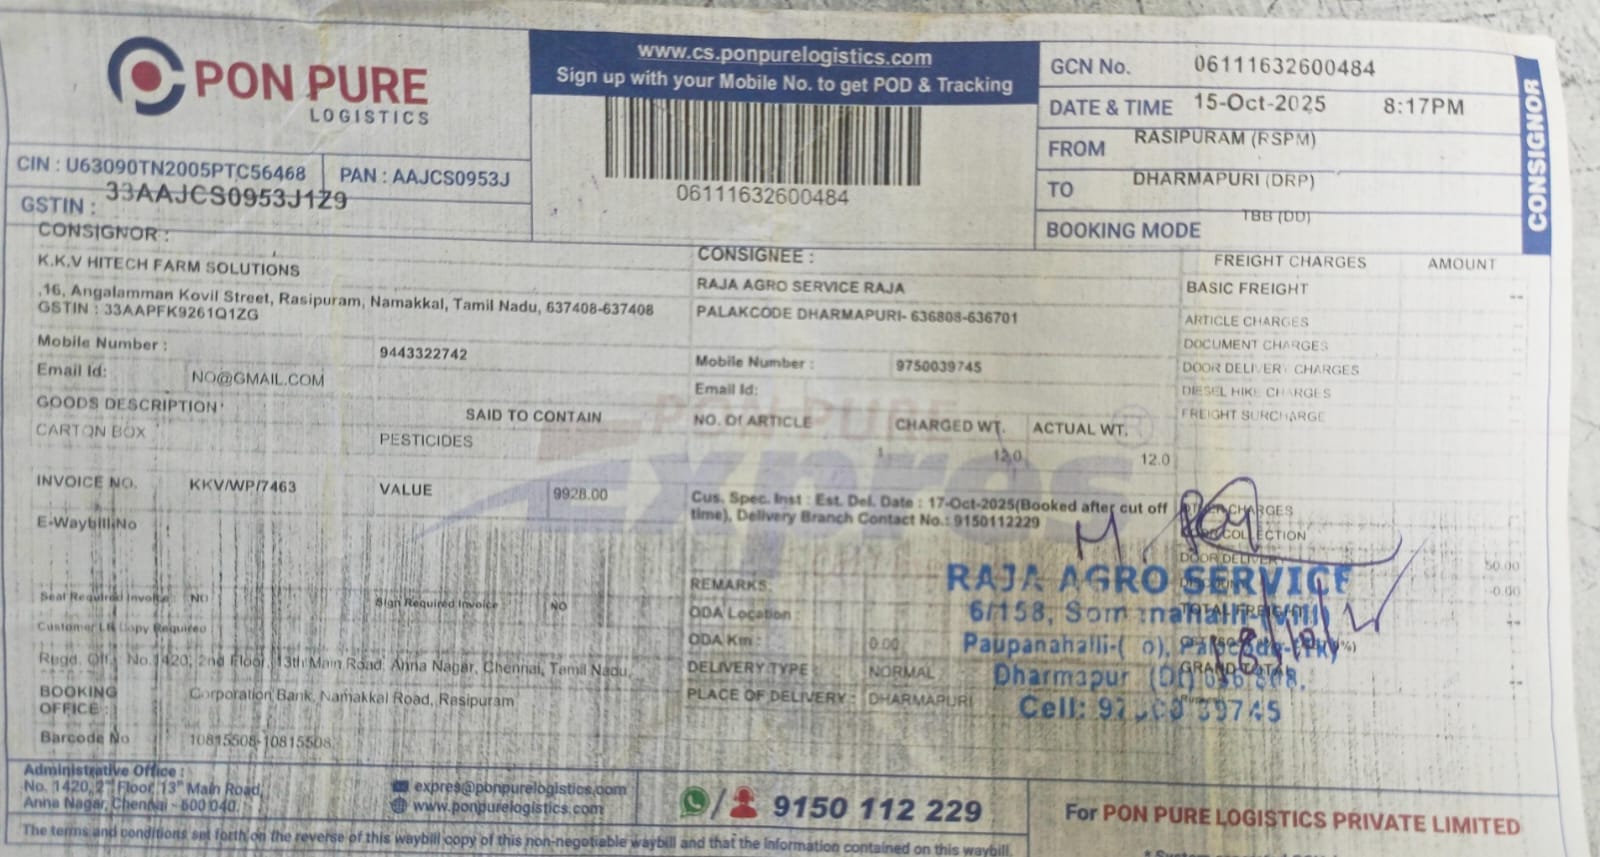 PON PURE
LOGISTICS
CIN : U63090TN2005PTC56468
PAN : AAJCS0953J
GSTIN : 33AAJCS0953J1Z9
www.cs.ponpurelogistics.com
Sign up with your Mobile No. to get POD & Tracking
06111632600484
GCN No. 06111632600484
DATE & TIME 15-Oct-2025 8:17PM
FROM RASIPURAM (RSPM)
TO DHARMAPURI (DRP)
BOOKING MODE TBB (DD)
CONSIGNOR
CONSIGNOR :
K.K.V HITECH FARM SOLUTIONS
,16, Angalamman Kovil Street, Rasipuram, Namakkal, Tamil Nadu, 637408-637408
GSTIN : 33AAPFK9261Q1ZG
Mobile Number : 9443322742
Email Id: NO@GMAIL.COM
GOODS DESCRIPTION SAID TO CONTAIN
CARTON BOX PESTICIDES
INVOICE NO. KKV/WP/7463 VALUE 9928.00
E-Waybill No
Seal Required Invoice NO Sign Required Invoice NO
Customer LR Copy Required
Regd. Off.: No.1420, 2nd Floor, 13th Main Road, Anna Nagar, Chennai, Tamil Nadu,
BOOKING OFFICE : Corporation Bank, Namakkal Road, Rasipuram
Barcode No 10815508-10815508
CONSIGNEE :
RAJA AGRO SERVICE RAJA
PALAKCODE DHARMAPURI- 636808-636701
Mobile Number : 9750039745
Email Id:
NO. Of ARTICLE CHARGED WT. ACTUAL WT.
1 12.0 12.0
Cus. Spec. Inst : Est. Del. Date : 17-Oct-2025(Booked after cut off
time), Delivery Branch Contact No.: 9150112229
REMARKS:
ODA Location :
ODA Km : 0.00
DELIVERY TYPE : NORMAL
PLACE OF DELIVERY : DHARMAPURI
FREIGHT CHARGES AMOUNT
BASIC FREIGHT --
ARTICLE CHARGES
DOCUMENT CHARGES
DOOR DELIVERY CHARGES
DIESEL HIKE CHARGES
FREIGHT SURCHARGE
CHARGES
COLLECTION
DOOR DELIVERY 50.00
-0.00
TOTAL FREIGHT --
GRAND TOTAL --
PON PURE
Expres
RAJA AGRO SERVICE
6/158,
Paupanahalli-
Dharmapur
Cell:
Administrative Office :
No. 1420, 2nd Floor, 13th Main Road,
Anna Nagar, Chennai - 600 040.
expres@ponpurelogistics.com
www.ponpurelogistics.com
9150 112 229
For PON PURE LOGISTICS PRIVATE LIMITED
The terms and conditions set forth on the reverse of this waybill copy of this non-negotiable waybill and that the information contained on this waybill.